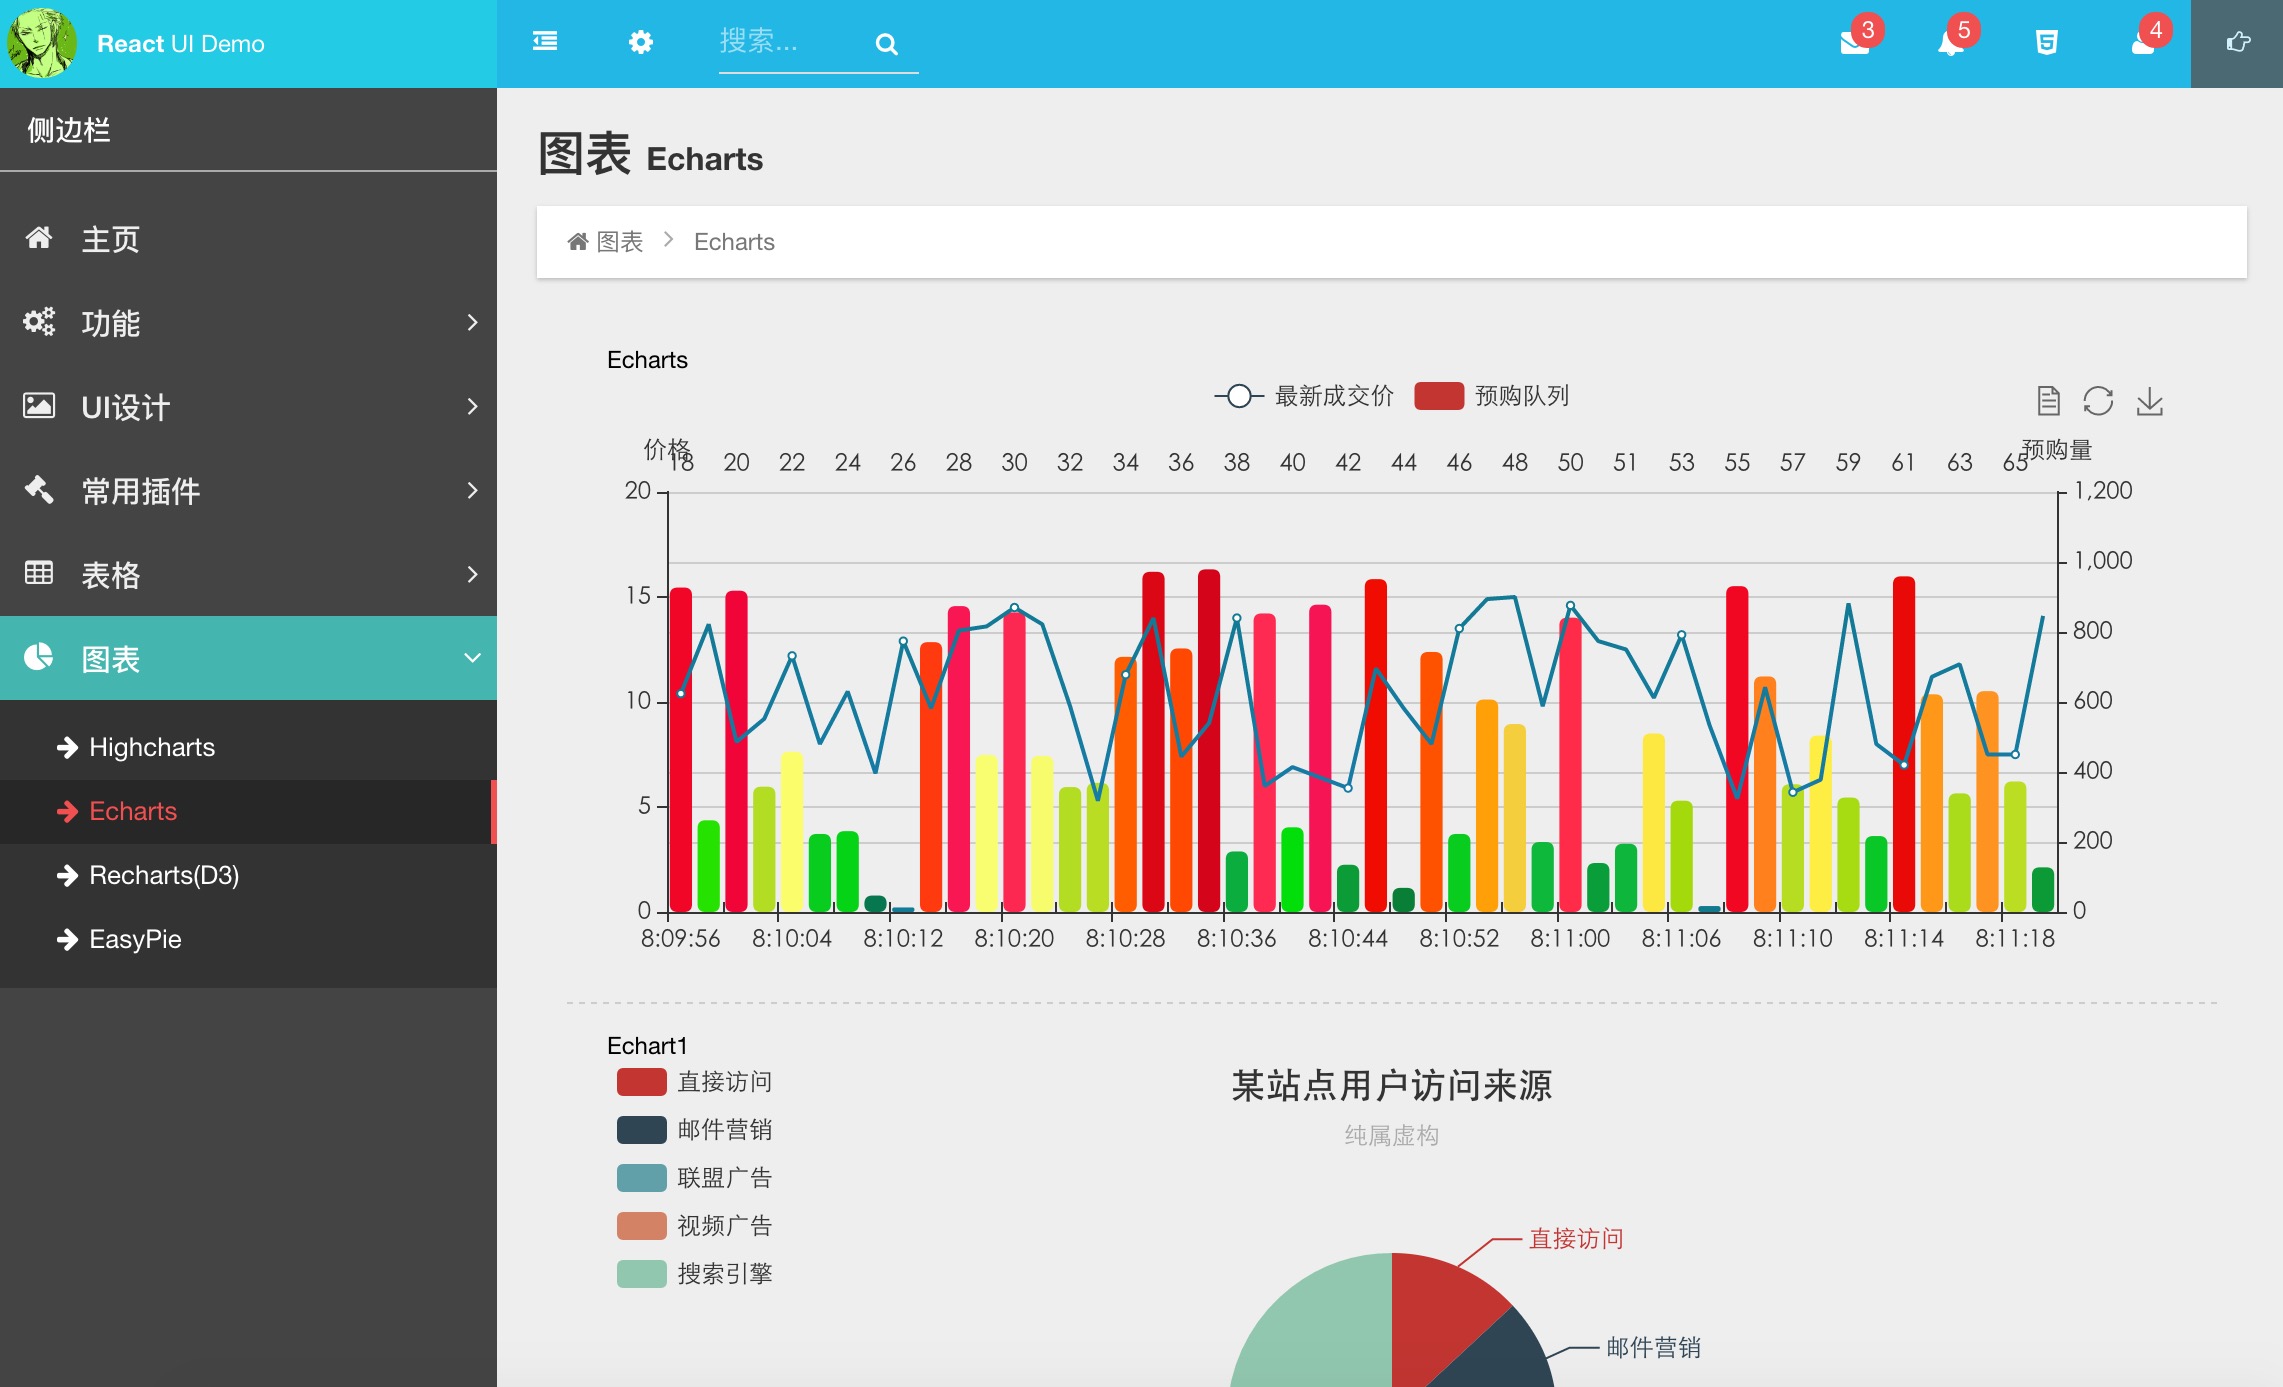 React UI Demo
搜索...
3
5
4
侧边栏
主页
功能
UI设计
常用插件
表格
图表
Highcharts
Echarts
Recharts(D3)
EasyPie
图表 Echarts
图表 Echarts
Echarts
最新成交价 预购队列
价格 预购量
18 20 22 24 26 28 30 32 34 36 38 40 42 44 46 48 50 51 53 55 57 59 61 63 65
20
15
10
5
0
1,200
1,000
800
600
400
200
0
8:09:56 8:10:04 8:10:12 8:10:20 8:10:28 8:10:36 8:10:44 8:10:52 8:11:00 8:11:06 8:11:10 8:11:14 8:11:18
Echart1
直接访问
邮件营销
联盟广告
视频广告
搜索引擎
某站点用户访问来源
纯属虚构
直接访问
邮件营销